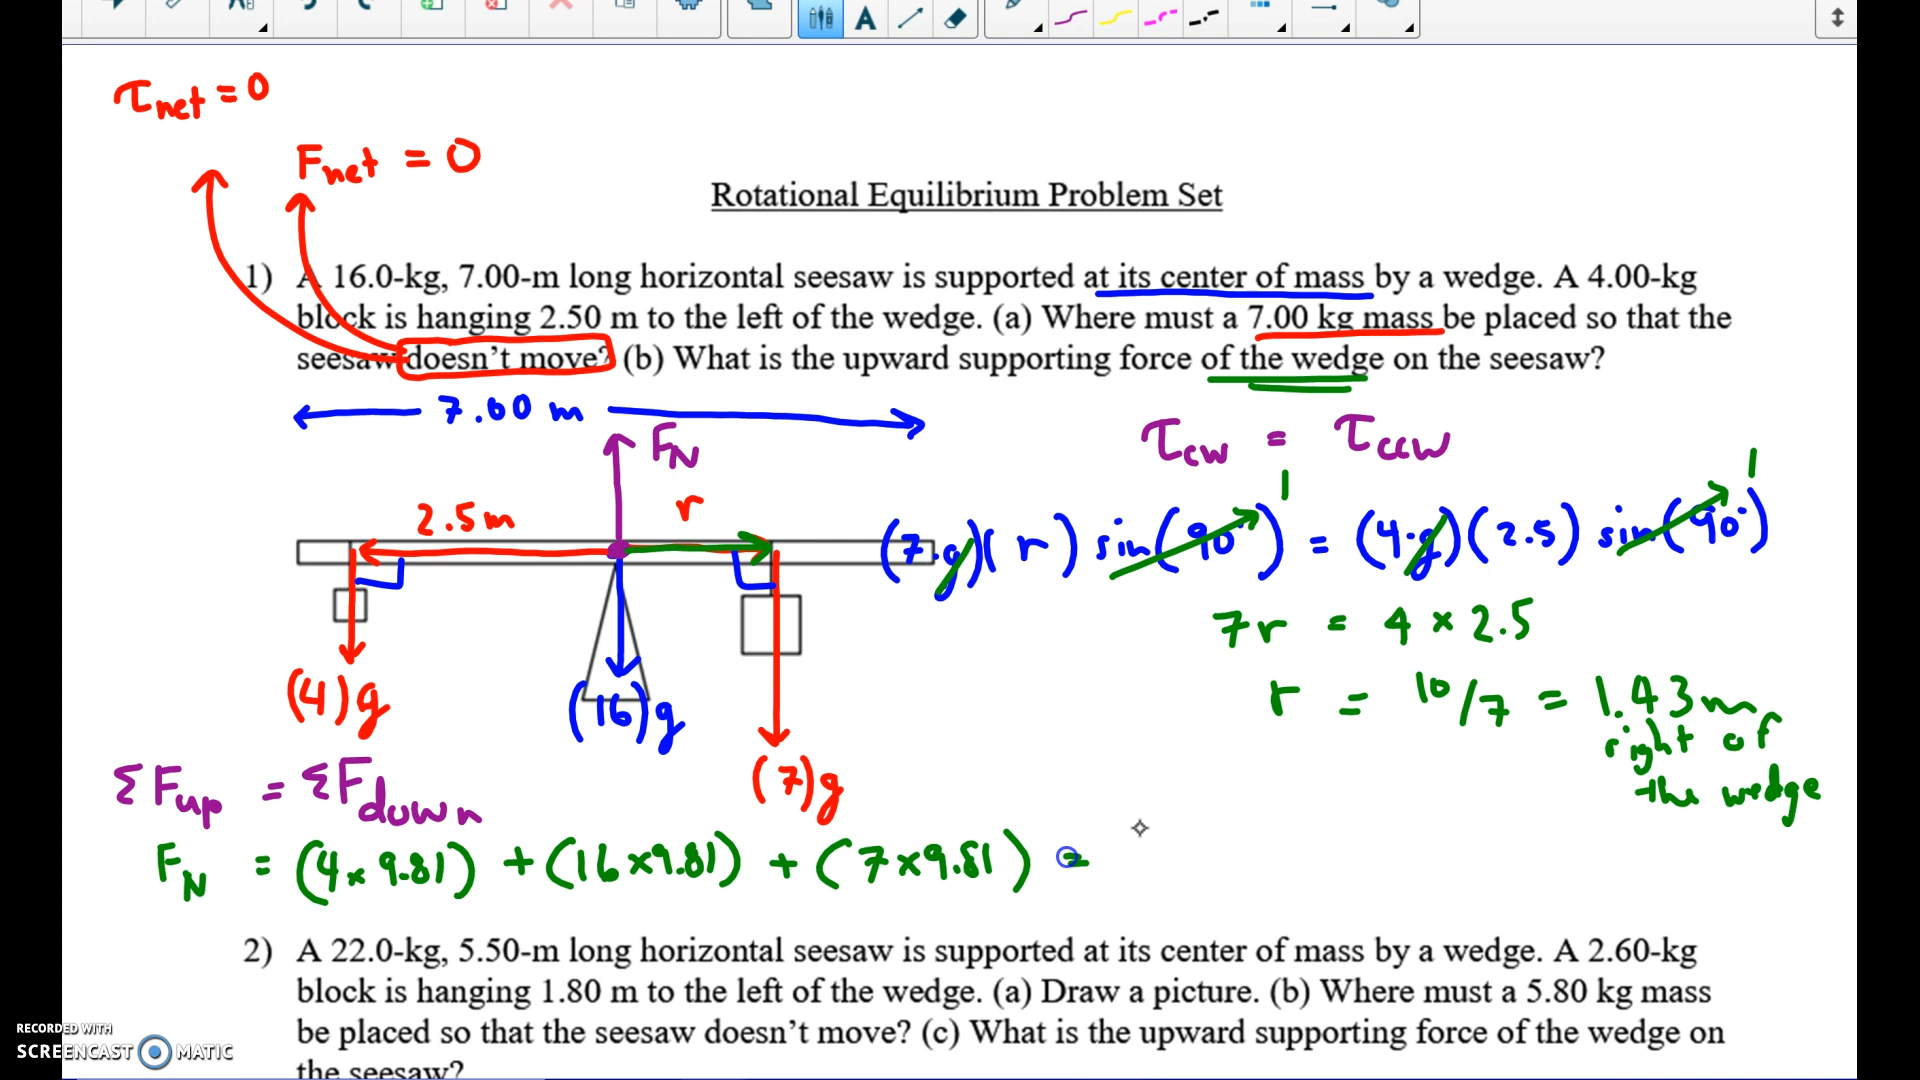 τnet = 0
Fnet = 0
Rotational Equilibrium Problem Set
1) A 16.0-kg, 7.00-m long horizontal seesaw is supported at its center of mass by a wedge. A 4.00-kg
block is hanging 2.50 m to the left of the wedge. (a) Where must a 7.00 kg mass be placed so that the
seesaw doesn't move? (b) What is the upward supporting force of the wedge on the seesaw?
7.00 m
FN
τcw = τccw
2.5 m
r
1
1
(7·g)(r) sin(90°) = (4·g)(2.5) sin(90°)
7r = 4 × 2.5
(4)g
(16)g
(7)g
r = 10/7 = 1.43 m
right of
the wedge
ΣFup = ΣFdown
FN = (4×9.81) + (16×9.81) + (7×9.81) =
2) A 22.0-kg, 5.50-m long horizontal seesaw is supported at its center of mass by a wedge. A 2.60-kg
block is hanging 1.80 m to the left of the wedge. (a) Draw a picture. (b) Where must a 5.80 kg mass
be placed so that the seesaw doesn't move? (c) What is the upward supporting force of the wedge on
the seesaw?
RECORDED WITH
SCREENCAST MATIC